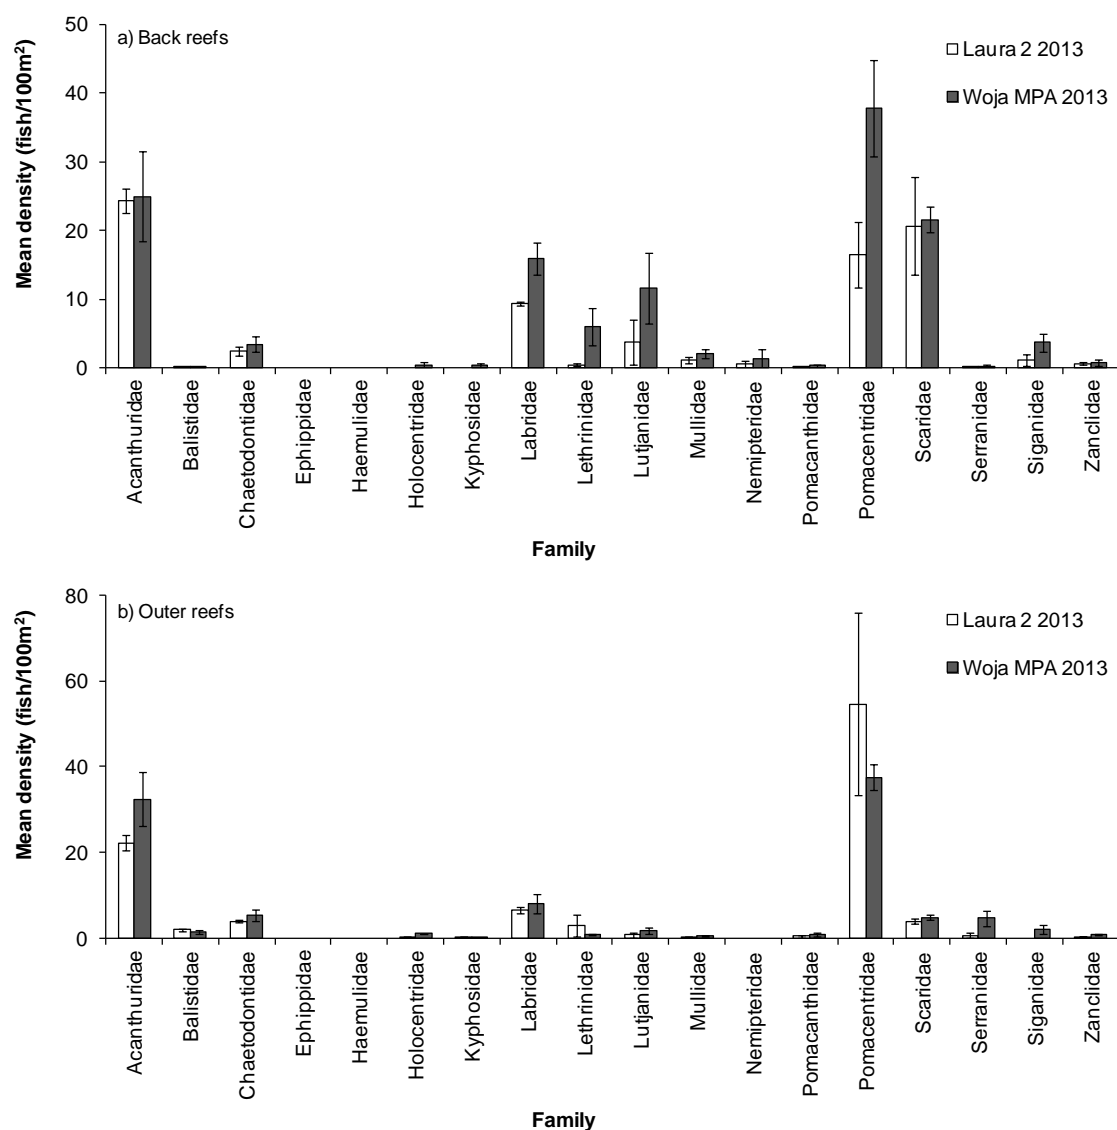 a) Back reefs
Mean density (fish/100m²)
50
40
30
20
10
0
Laura 2 2013
Woja MPA 2013
Acanthuridae
Balistidae
Chaetodontidae
Ephippidae
Haemulidae
Holocentridae
Kyphosidae
Labridae
Lethrinidae
Lutjanidae
Mullidae
Nemipteridae
Pomacanthidae
Pomacentridae
Scaridae
Serranidae
Siganidae
Zanclidae
Family
b) Outer reefs
Mean density (fish/100m²)
80
60
40
20
0
Laura 2 2013
Woja MPA 2013
Acanthuridae
Balistidae
Chaetodontidae
Ephippidae
Haemulidae
Holocentridae
Kyphosidae
Labridae
Lethrinidae
Lutjanidae
Mullidae
Nemipteridae
Pomacanthidae
Pomacentridae
Scaridae
Serranidae
Siganidae
Zanclidae
Family